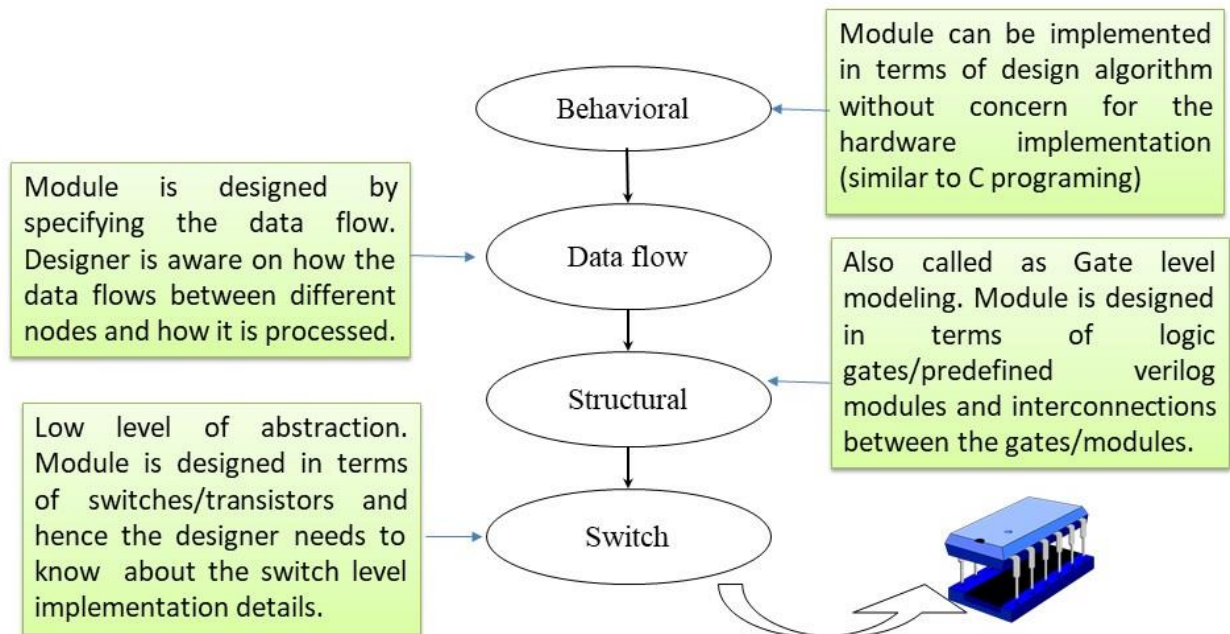 Behavioral
Module can be implemented
in terms of design algorithm
without concern for the
hardware implementation
(similar to C programing)
Module is designed by
specifying the data flow.
Designer is aware on how the
data flows between different
nodes and how it is processed.
Data flow
Also called as Gate level
modeling. Module is designed
in terms of logic
gates/predefined verilog
modules and interconnections
between the gates/modules.
Structural
Low level of abstraction.
Module is designed in terms
of switches/transistors and
hence the designer needs to
know about the switch level
implementation details.
Switch